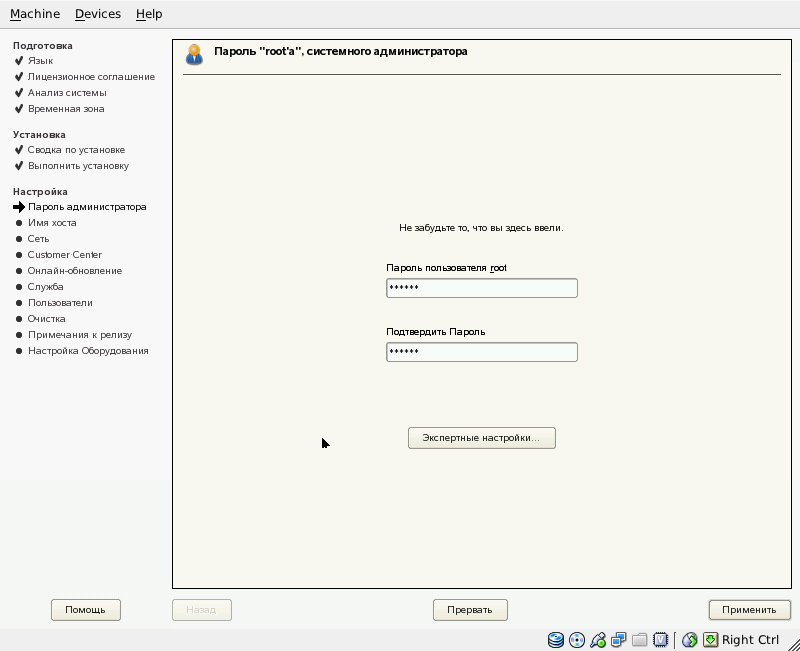 Machine Devices Help
Подготовка
Язык
Лицензионное соглашение
Анализ системы
Временная зона
Установка
Сводка по установке
Выполнить установку
Настройка
Пароль администратора
Имя хоста
Сеть
Customer Center
Онлайн-обновление
Служба
Пользователи
Очистка
Примечания к релизу
Настройка Оборудования
Пароль "root'а", системного администратора
Не забудьте то, что вы здесь ввели.
Пароль пользователя root
******
Подтвердить Пароль
******
Экспертные настройки...
Помощь
Назад
Прервать
Применить
Right Ctrl